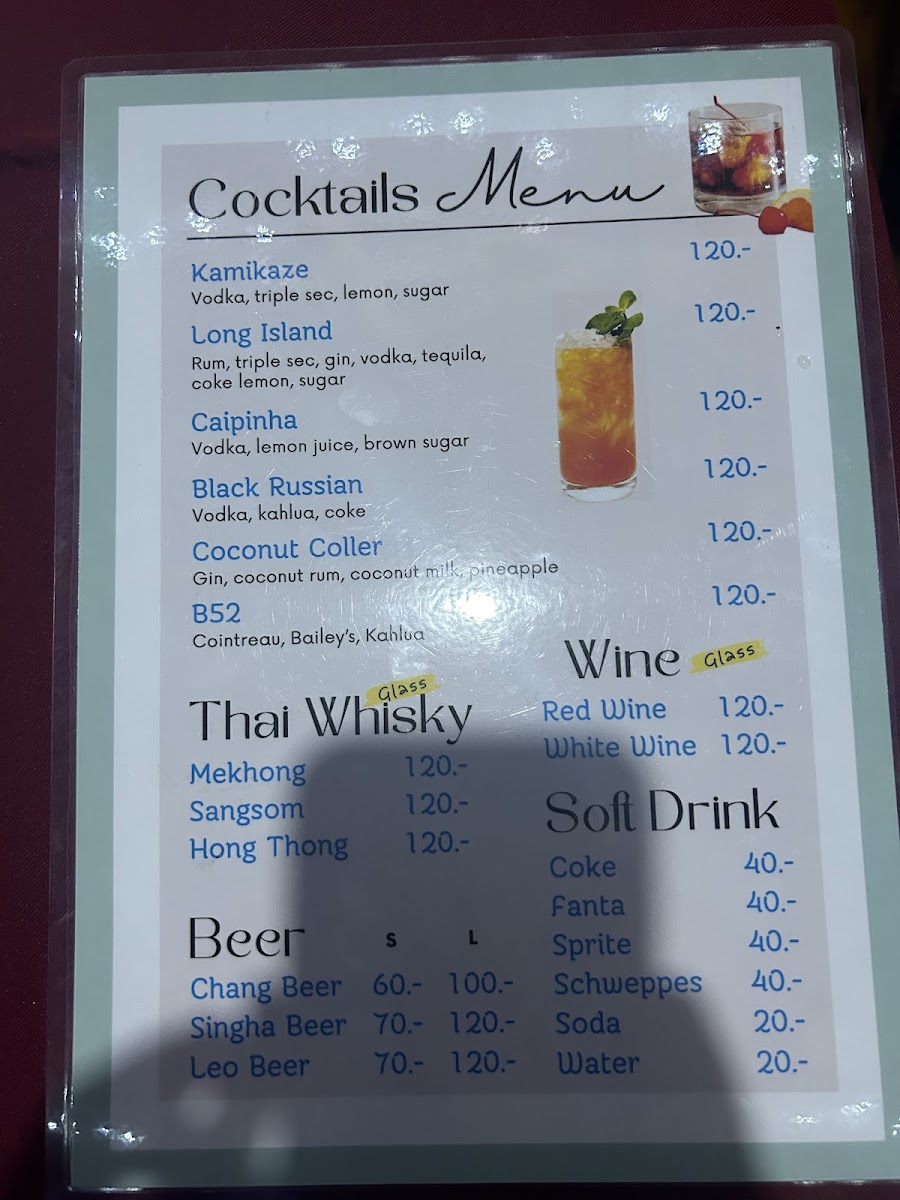 Cocktails Menu
Kamikaze 120.-
Vodka, triple sec, lemon, sugar
Long Island 120.-
Rum, triple sec, gin, vodka, tequila,
coke lemon, sugar
Caipinha 120.-
Vodka, lemon juice, brown sugar
Black Russian 120.-
Vodka, kahlua, coke
Coconut Coller 120.-
Gin, coconut rum, coconut milk, pineapple
B52 120.-
Cointreau, Bailey's, Kahlua
Thai Whisky Glass
Mekhong 120.-
Sangsom 120.-
Hong Thong 120.-
Beer S L
Chang Beer 60.- 100.-
Singha Beer 70.- 120.-
Leo Beer 70.- 120.-
Wine Glass
Red Wine 120.-
White Wine 120.-
Soft Drink
Coke 40.-
Fanta 40.-
Sprite 40.-
Schweppes 40.-
Soda 20.-
Water 20.-